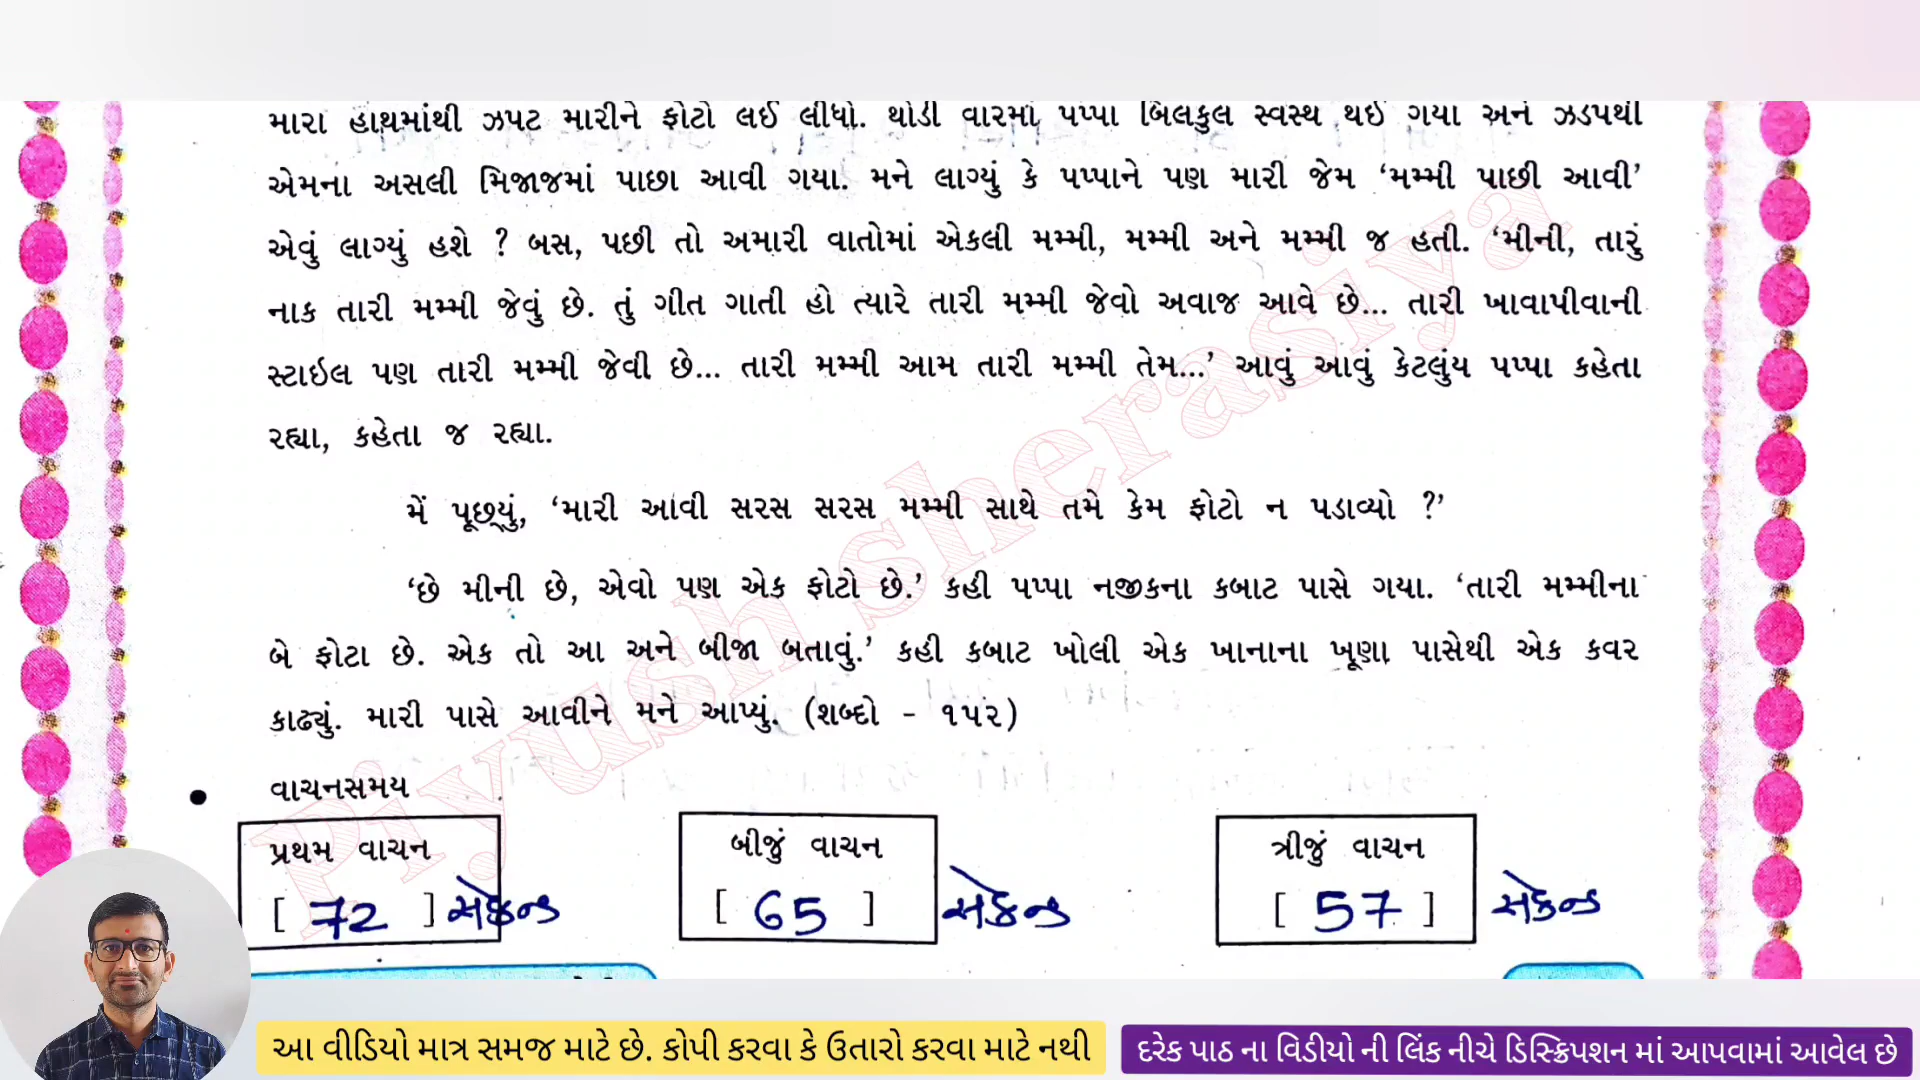 મારા હાથમાંથી ઝપટ મારીને ફોટો લઈ લીધો. થોડી વારમાં પપ્પા બિલકુલ સ્વસ્થ થઈ ગયા અને ઝડપથી
એમના અસલી મિજાજમાં પાછા આવી ગયા. મને લાગ્યું કે પપ્પાને પણ મારી જેમ ‘મમ્મી પાછી આવી’
એવું લાગ્યું હશે ? બસ, પછી તો અમારી વાતોમાં એકલી મમ્મી, મમ્મી અને મમ્મી જ હતી. ‘મીની, તારું
નાક તારી મમ્મી જેવું છે. તું ગીત ગાતી હો ત્યારે તારી મમ્મી જેવો અવાજ આવે છે... તારી ખાવાપીવાની
સ્ટાઇલ પણ તારી મમ્મી જેવી છે... તારી મમ્મી આમ તારી મમ્મી તેમ...’ આવું આવું કેટલુંય પપ્પા કહેતા
રહ્યા, કહેતા જ રહ્યા.
મેં પૂછ્યું, ‘મારી આવી સરસ સરસ મમ્મી સાથે તમે કેમ ફોટો ન પડાવ્યો ?’
‘છે મીની છે, એવો પણ એક ફોટો છે.’ કહી પપ્પા નજીકના કબાટ પાસે ગયા. ‘તારી મમ્મીના
બે ફોટા છે. એક તો આ અને બીજા બતાવું.’ કહી કબાટ ખોલી એક ખાનાના ખૂણા પાસેથી એક કવર
કાઢ્યું. મારી પાસે આવીને મને આપ્યું. (શબ્દો - ૧૫૨)
• વાચનસમય
પ્રથમ વાચન બીજું વાચન ત્રીજું વાચન
[ 72 ] સેકન્ડ [ 65 ] સેકન્ડ [ 57 ] સેકન્ડ
Piyush sherasiya
આ વીડિયો માત્ર સમજ માટે છે. કોપી કરવા કે ઉતારો કરવા માટે નથી
દરેક પાઠ ના વિડીયો ની લિંક નીચે ડિસ્ક્રિપશન માં આપવામાં આવેલ છે